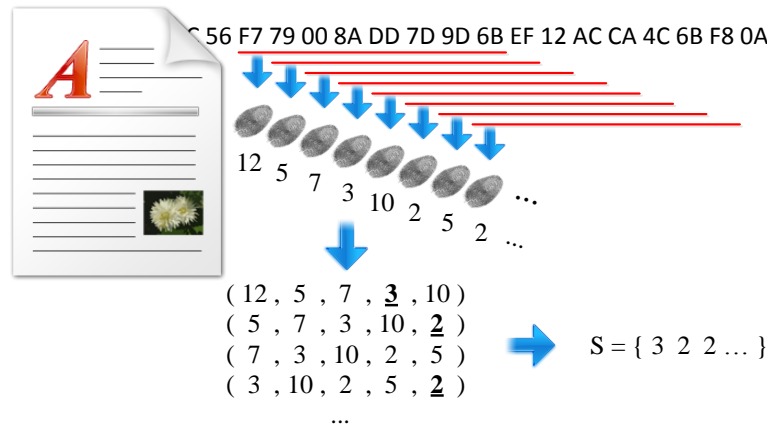 C 56 F7 79 00 8A DD 7D 9D 6B EF 12 AC CA 4C 6B F8 0A
A
12 5 7 3 10 2 5 2 ...
...
( 12 , 5 , 7 , 3 , 10 )
( 5 , 7 , 3 , 10 , 2 )
( 7 , 3 , 10 , 2 , 5 )
( 3 , 10 , 2 , 5 , 2 )
...
S = { 3 2 2 ... }